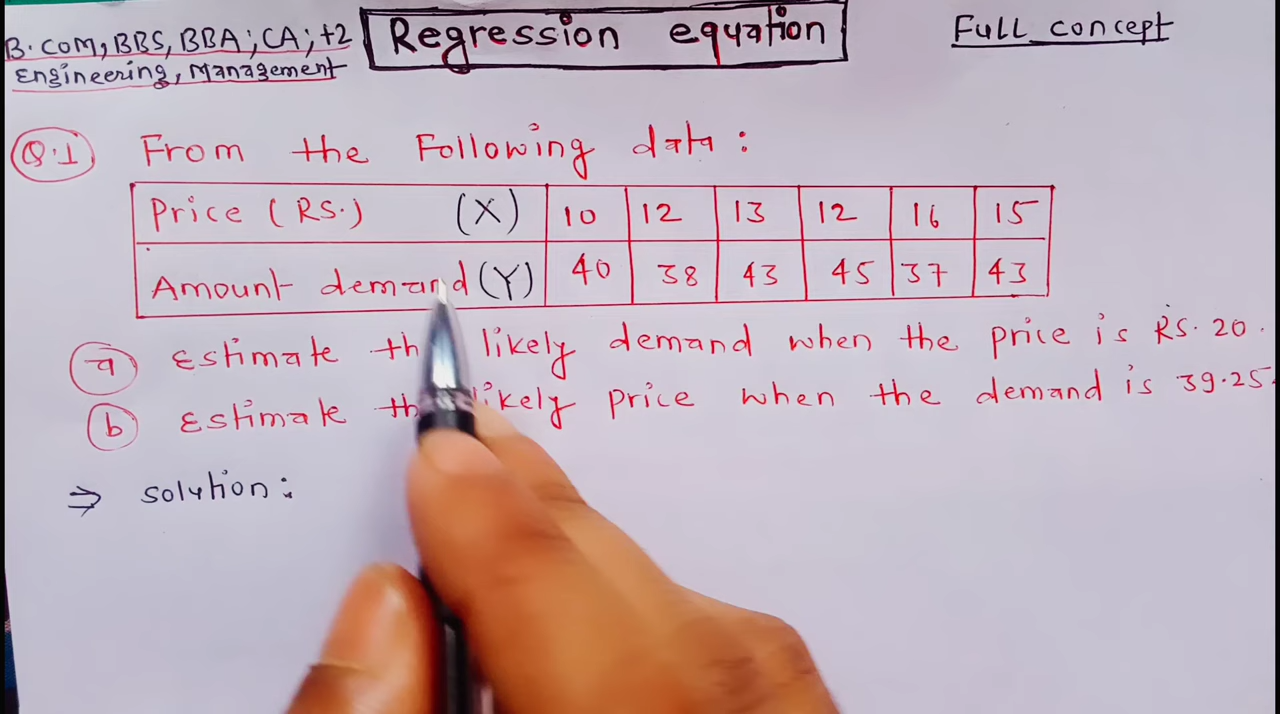 B.COM, BBS, BBA; CA; +2
Engineering, Management
Regression equation
Full concept
Q.1 From the Following data:
Price (RS.) (X) 10 12 13 12 16 15
Amount demand (Y) 40 38 43 45 37 43
a Estimate th likely demand when the price is RS. 20.
b Estimate th likely price when the demand is 39.25
⇒ solution: